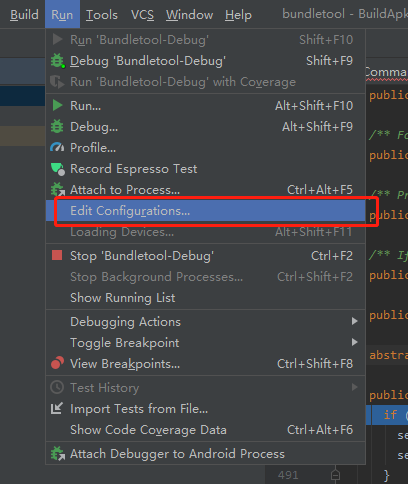 Build Run Tools VCS Window Help bundletool - BuildApk
Run 'Bundletool-Debug' Shift+F10
Debug 'Bundletool-Debug' Shift+F9
Run 'Bundletool-Debug' with Coverage
Run... Alt+Shift+F10
Debug... Alt+Shift+F9
Profile...
Record Espresso Test
Attach to Process... Ctrl+Alt+F5
Edit Configurations...
Loading Devices... Alt+Shift+F11
Stop 'Bundletool-Debug' Ctrl+F2
Stop Background Processes... Ctrl+Shift+F2
Show Running List
Debugging Actions
Toggle Breakpoint
View Breakpoints... Ctrl+Shift+F8
Test History
Import Tests from File...
Show Code Coverage Data Ctrl+Alt+F6
Attach Debugger to Android Process
Comma
publi
/** Fo
publi
/** Pr
publi
/** If
publi
publi
abstra
publi
if (
se
se
491 }